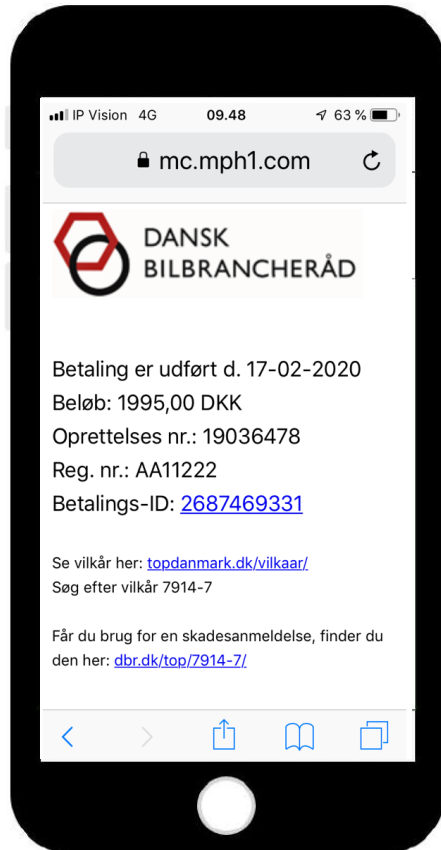 IP Vision 4G 09.48 63 %
mc.mph1.com
DANSK
BILBRANCHERÅD
Betaling er udført d. 17-02-2020
Beløb: 1995,00 DKK
Oprettelses nr.: 19036478
Reg. nr.: AA11222
Betalings-ID: 2687469331
Se vilkår her: topdanmark.dk/vilkaar/
Søg efter vilkår 7914-7
Får du brug for en skadesanmeldelse, finder du
den her: dbr.dk/top/7914-7/